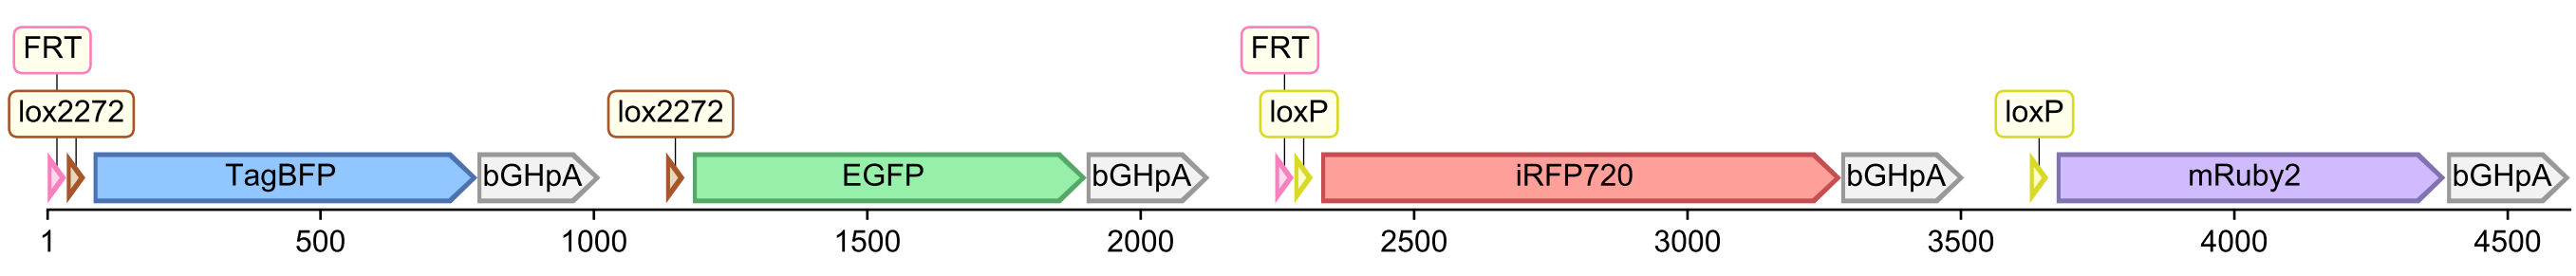 FRT
FRT
lox2272
lox2272
loxP
loxP
TagBFP
bGHpA
EGFP
bGHpA
iRFP720
bGHpA
mRuby2
bGHpA
1
500
1000
1500
2000
2500
3000
3500
4000
4500